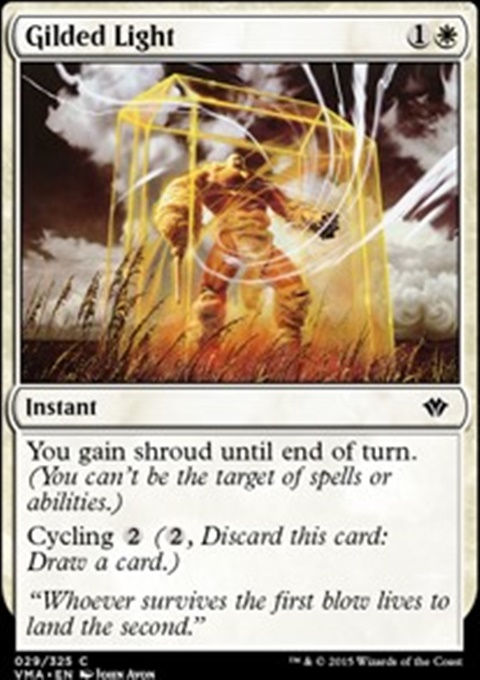 Gilded Light 1
Instant
You gain shroud until end of turn.
(You can't be the target of spells or
abilities.)
Cycling 2 (2, Discard this card:
Draw a card.)
"Whoever survives the first blow lives to
land the second."
029/325 C
VMA • EN John Avon
™ & © 2015 Wizards of the Coast